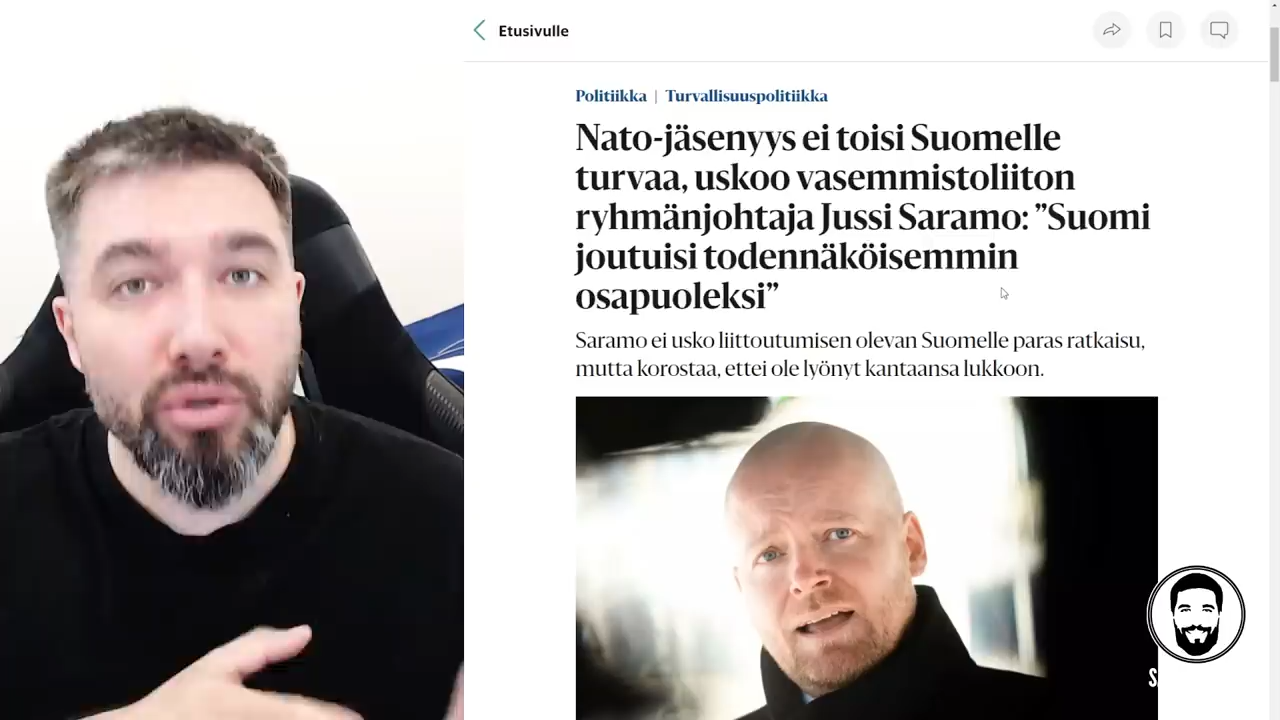 Etusivulle
Politiikka | Turvallisuuspolitiikka
Nato-jäsenyys ei toisi Suomelle
turvaa, uskoo vasemmistoliiton
ryhmänjohtaja Jussi Saramo: ”Suomi
joutuisi todennäköisemmin
osapuoleksi”
Saramo ei usko liittoutumisen olevan Suomelle paras ratkaisu,
mutta korostaa, ettei ole lyönyt kantaansa lukkoon.
S